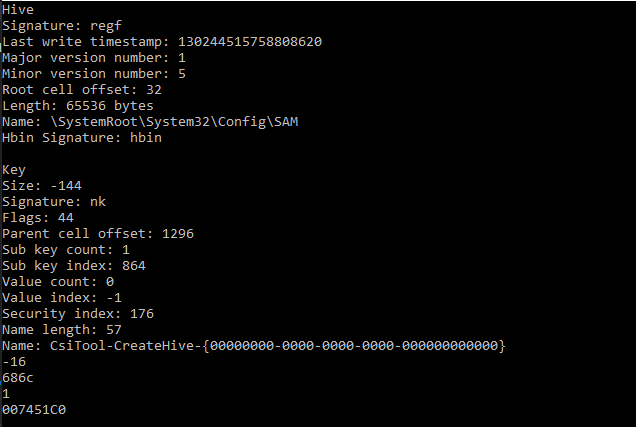 Hive
Signature: regf
Last write timestamp: 130244515758808620
Major version number: 1
Minor version number: 5
Root cell offset: 32
Length: 65536 bytes
Name: \SystemRoot\System32\Config\SAM
Hbin Signature: hbin

Key
Size: -144
Signature: nk
Flags: 44
Parent cell offset: 1296
Sub key count: 1
Sub key index: 864
Value count: 0
Value index: -1
Security index: 176
Name length: 57
Name: CsiTool-CreateHive-{00000000-0000-0000-0000-000000000000}
-16
686c
1
007451C0